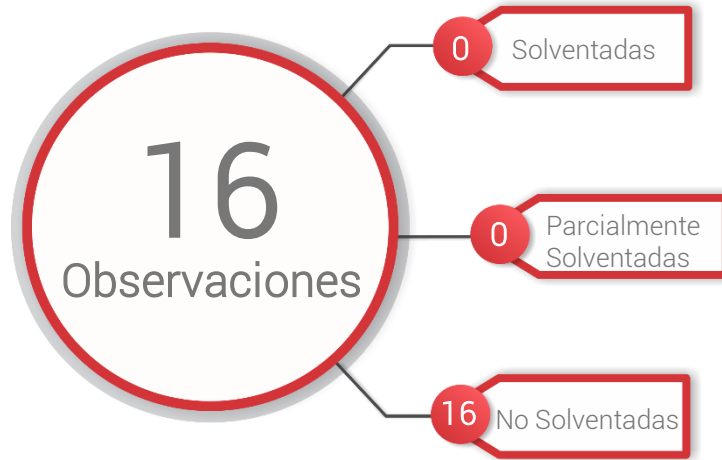 16
Observaciones
0
Solventadas
0
Parcialmente
Solventadas
16
No Solventadas